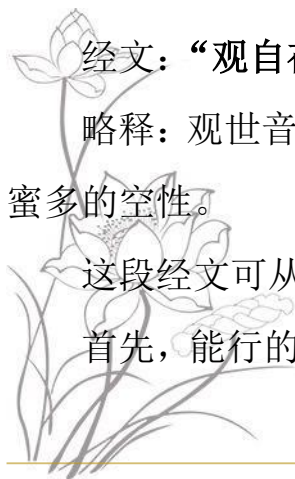 经文：“观自
略释：观世音
蜜多的空性。
这段经文可从
首先，能行的